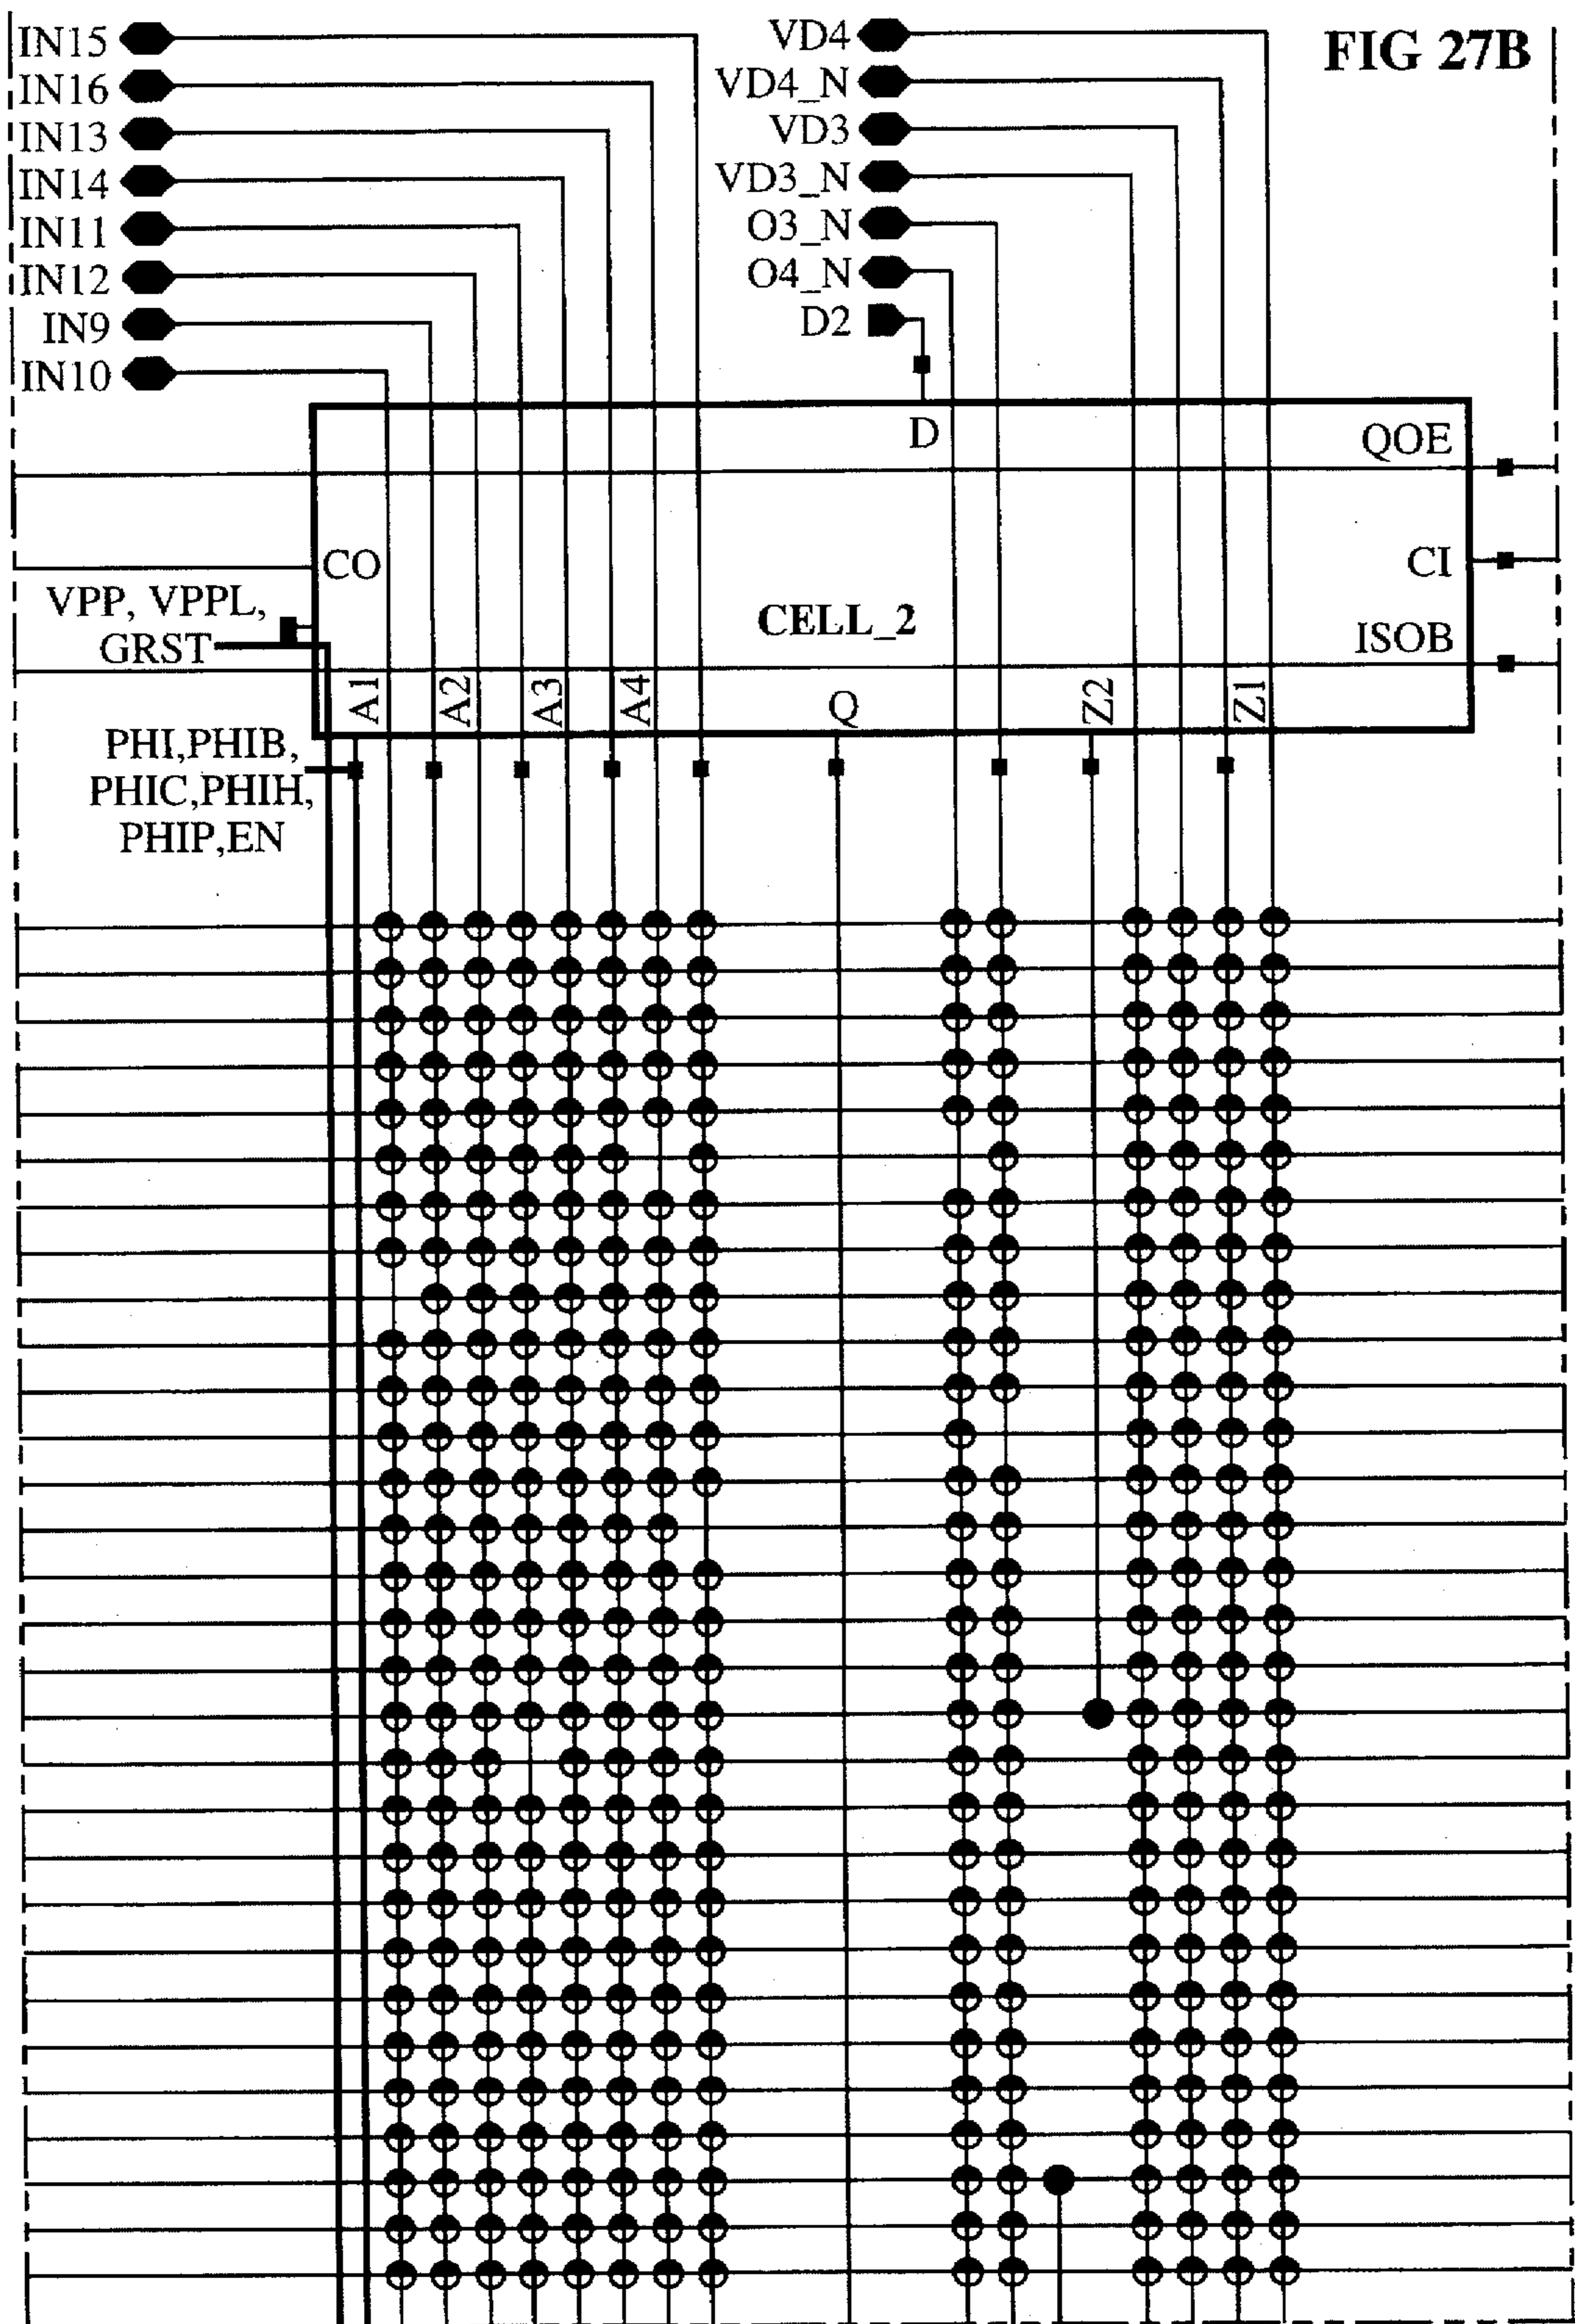 FIG 27B
IN15
IN16
IN13
IN14
IN11
IN12
IN9
IN10
VD4
VD4_N
VD3
VD3_N
O3_N
O4_N
D2
D
QOE
CO
CI
VPP, VPPL,
GRST
CELL_2
ISOB
A1
A2
A3
A4
Q
Z2
Z1
PHI,PHIB,
PHIC,PHIH,
PHIP,EN